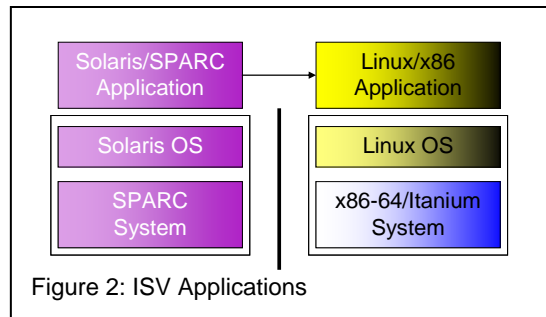 Solaris/SPARC
Application
Linux/x86
Application
Solaris OS
Linux OS
SPARC
System
x86-64/Itanium
System
Figure 2: ISV Applications